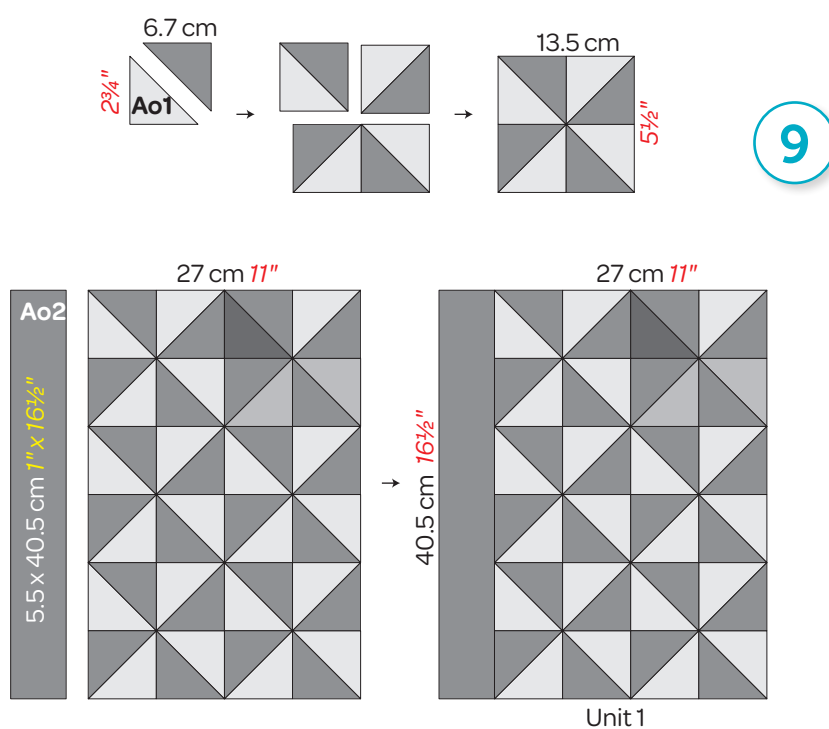 6.7 cm
2¾"
Ao1
13.5 cm
5½"
9
27 cm 11"
27 cm 11"
Ao2
5.5 x 40.5 cm 1" x 16½"
40.5 cm 16½"
Unit 1